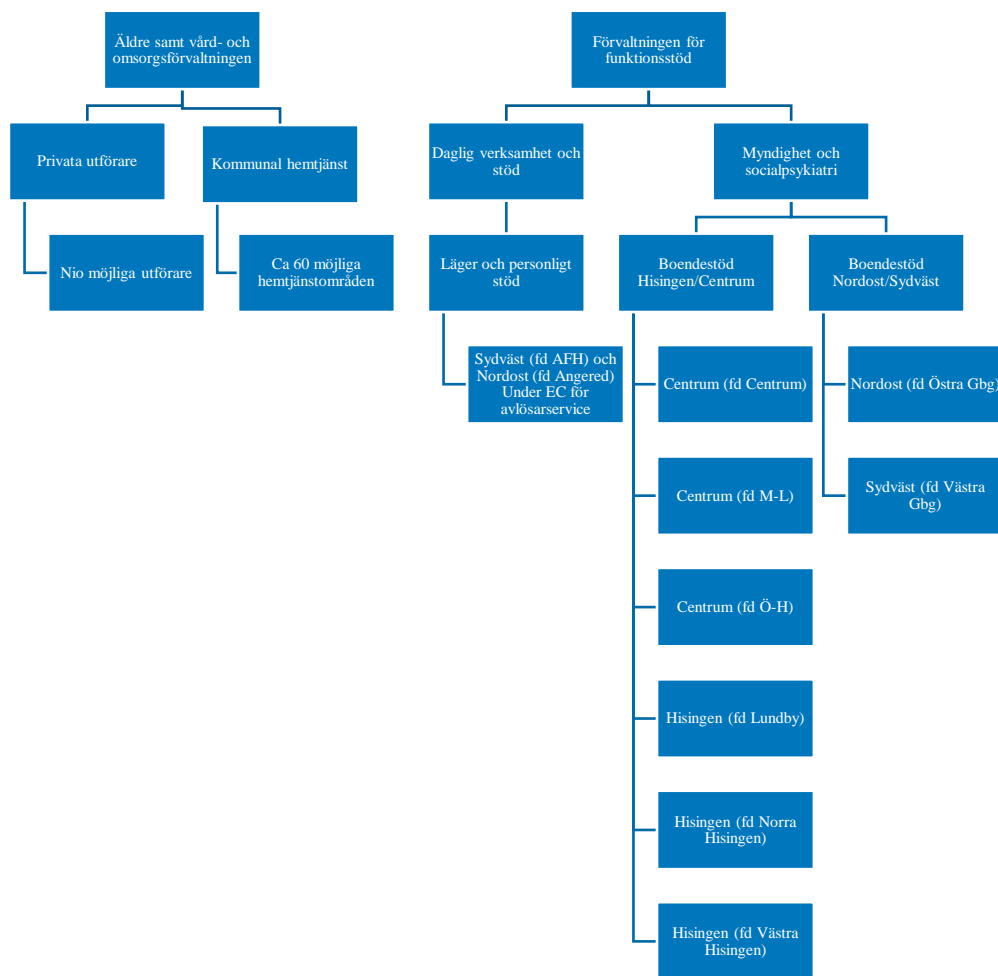 Äldre samt vård- och
omsorgsförvaltningen
Privata utförare
Nio möjliga utförare
Kommunal hemtjänst
Ca 60 möjliga
hemtjänstområden
Förvaltningen för
funktionsstöd
Daglig verksamhet och
stöd
Läger och personligt
stöd
Sydväst (fd AFH) och
Nordost (fd Angered)
Under EC för
avlösarservice
Myndighet och
socialpsykiatri
Boendestöd
Hisingen/Centrum
Centrum (fd Centrum)
Centrum (fd M-L)
Centrum (fd Ö-H)
Hisingen (fd Lundby)
Hisingen (fd Norra
Hisingen)
Hisingen (fd Västra
Hisingen)
Boendestöd
Nordost/Sydväst
Nordost (fd Östra Gbg)
Sydväst (fd Västra
Gbg)